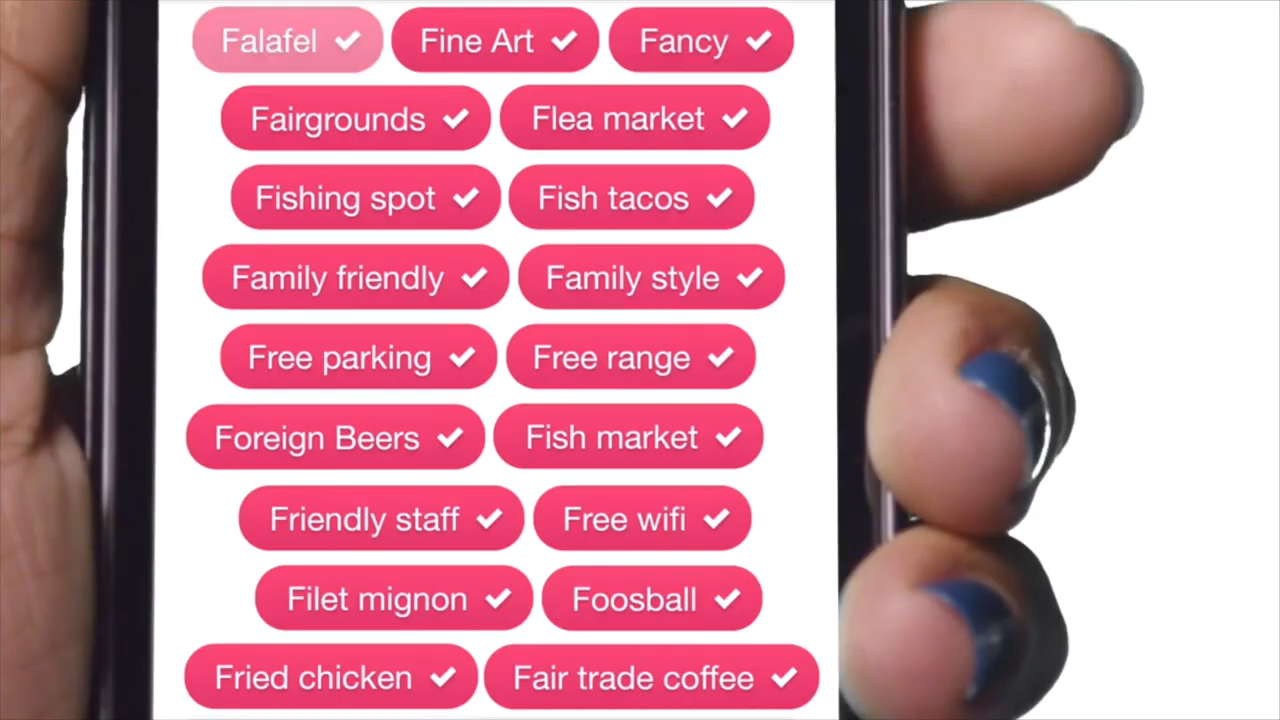 Falafel Fine Art Fancy
Fairgrounds Flea market
Fishing spot Fish tacos
Family friendly Family style
Free parking Free range
Foreign Beers Fish market
Friendly staff Free wifi
Filet mignon Foosball
Fried chicken Fair trade coffee